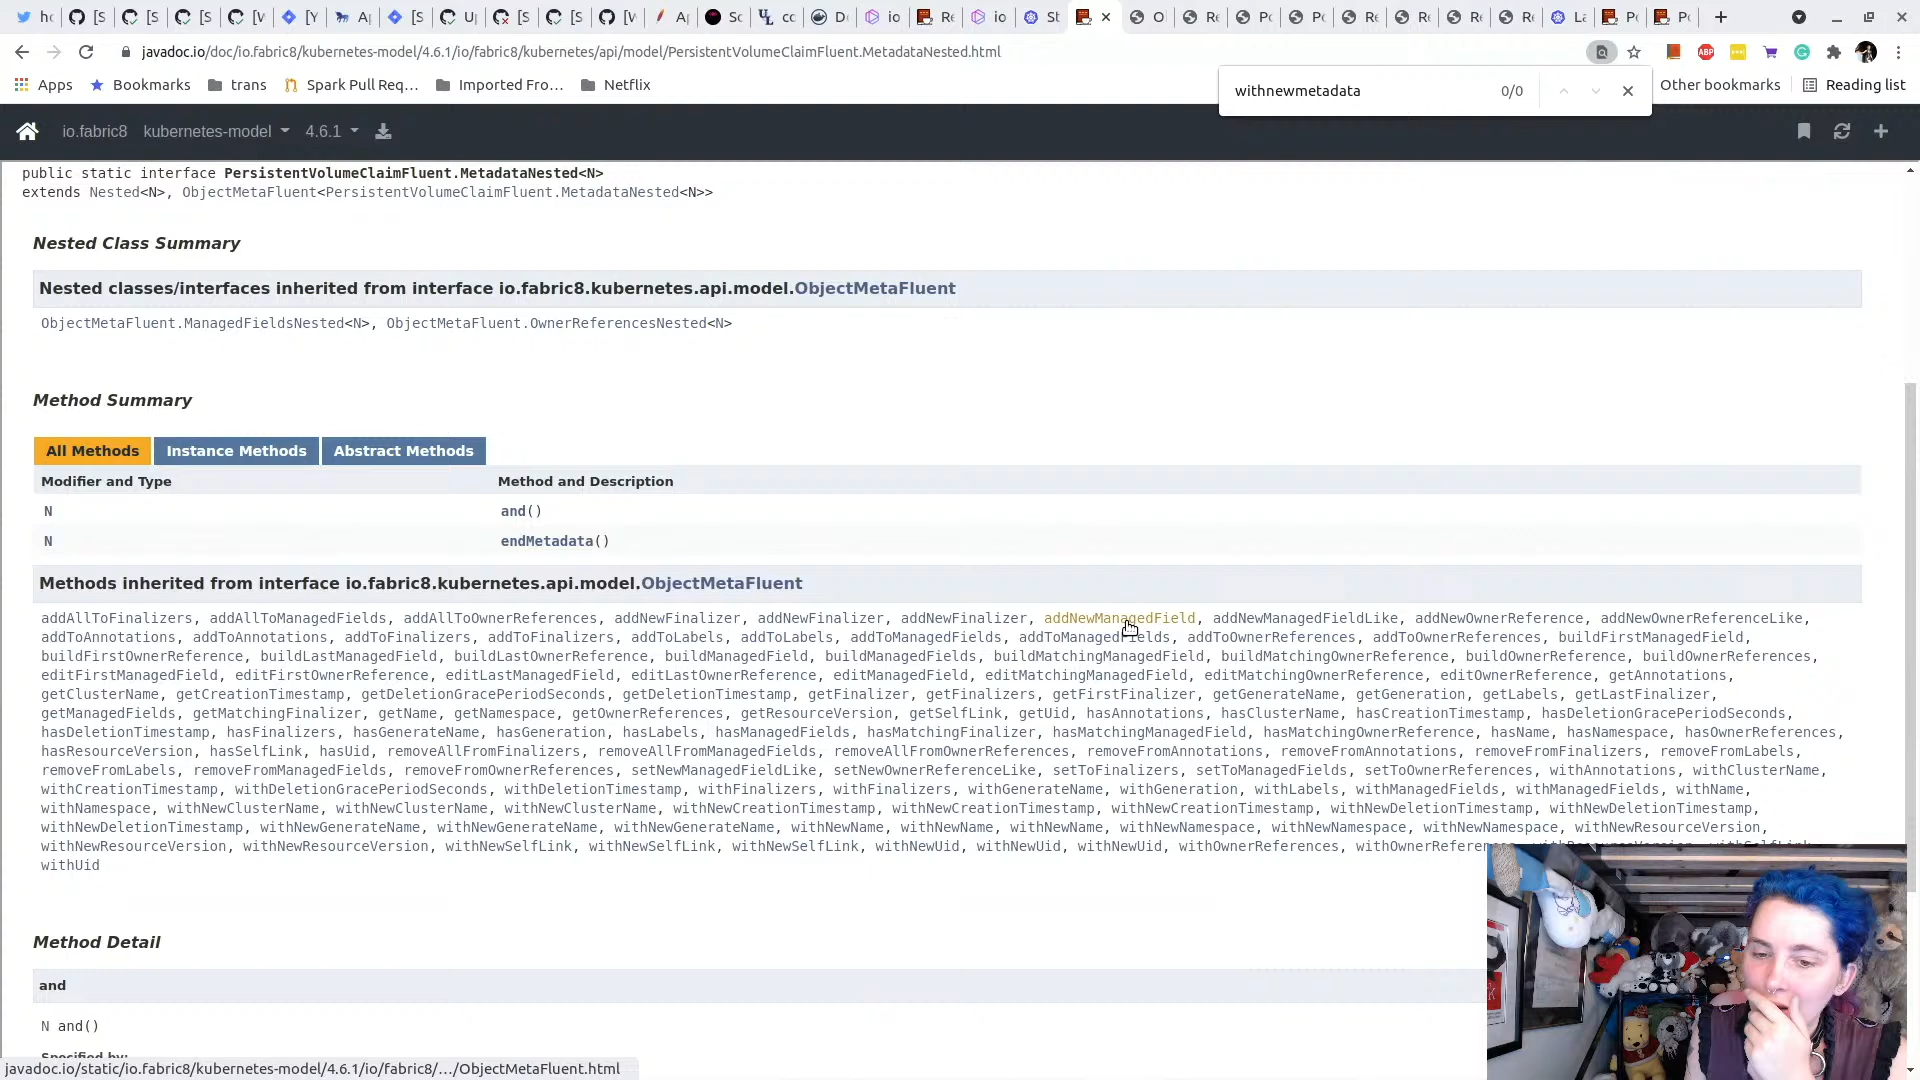 javadoc.io/doc/io.fabric8/kubernetes-model/4.6.1/io/fabric8/kubernetes/api/model/PersistentVolumeClaimFluent.MetadataNested.html
Apps Bookmarks trans Spark Pull Req... Imported Fro... Netflix Other bookmarks Reading list
withnewmetadata 0/0
io.fabric8 kubernetes-model 4.6.1
public static interface PersistentVolumeClaimFluent.MetadataNested<N>
extends Nested<N>, ObjectMetaFluent<PersistentVolumeClaimFluent.MetadataNested<N>>
Nested Class Summary
Nested classes/interfaces inherited from interface io.fabric8.kubernetes.api.model.ObjectMetaFluent
ObjectMetaFluent.ManagedFieldsNested<N>, ObjectMetaFluent.OwnerReferencesNested<N>
Method Summary
All Methods Instance Methods Abstract Methods
Modifier and Type Method and Description
N and()
N endMetadata()
Methods inherited from interface io.fabric8.kubernetes.api.model.ObjectMetaFluent
addAllToFinalizers, addAllToManagedFields, addAllToOwnerReferences, addNewFinalizer, addNewFinalizer, addNewFinalizer, addNewManagedField, addNewManagedFieldLike, addNewOwnerReference, addNewOwnerReferenceLike,
addToAnnotations, addToAnnotations, addToFinalizers, addToFinalizers, addToLabels, addToLabels, addToManagedFields, addToManagedFields, addToOwnerReferences, addToOwnerReferences, buildFirstManagedField,
buildFirstOwnerReference, buildLastManagedField, buildLastOwnerReference, buildManagedField, buildManagedFields, buildMatchingManagedField, buildMatchingOwnerReference, buildOwnerReference, buildOwnerReferences,
editFirstManagedField, editFirstOwnerReference, editLastManagedField, editLastOwnerReference, editManagedField, editMatchingManagedField, editMatchingOwnerReference, editOwnerReference, getAnnotations,
getClusterName, getCreationTimestamp, getDeletionGracePeriodSeconds, getDeletionTimestamp, getFinalizer, getFinalizers, getFirstFinalizer, getGenerateName, getGeneration, getLabels, getLastFinalizer,
getManagedFields, getMatchingFinalizer, getName, getNamespace, getOwnerReferences, getResourceVersion, getSelfLink, getUid, hasAnnotations, hasClusterName, hasCreationTimestamp, hasDeletionGracePeriodSeconds,
hasDeletionTimestamp, hasFinalizers, hasGenerateName, hasGeneration, hasLabels, hasManagedFields, hasMatchingFinalizer, hasMatchingManagedField, hasMatchingOwnerReference, hasName, hasNamespace, hasOwnerReferences,
hasResourceVersion, hasSelfLink, hasUid, removeAllFromFinalizers, removeAllFromManagedFields, removeAllFromOwnerReferences, removeFromAnnotations, removeFromAnnotations, removeFromFinalizers, removeFromLabels,
removeFromLabels, removeFromManagedFields, removeFromOwnerReferences, setNewManagedFieldLike, setNewOwnerReferenceLike, setToFinalizers, setToManagedFields, setToOwnerReferences, withAnnotations, withClusterName,
withCreationTimestamp, withDeletionGracePeriodSeconds, withDeletionTimestamp, withFinalizers, withFinalizers, withGenerateName, withGeneration, withLabels, withManagedFields, withManagedFields, withName,
withNamespace, withNewClusterName, withNewClusterName, withNewClusterName, withNewCreationTimestamp, withNewCreationTimestamp, withNewCreationTimestamp, withNewDeletionTimestamp, withNewDeletionTimestamp,
withNewDeletionTimestamp, withNewGenerateName, withNewGenerateName, withNewGenerateName, withNewName, withNewName, withNewName, withNewNamespace, withNewNamespace, withNewNamespace, withNewResourceVersion,
withNewResourceVersion, withNewResourceVersion, withNewSelfLink, withNewSelfLink, withNewSelfLink, withNewUid, withNewUid, withNewUid, withOwnerReferences,
withUid
Method Detail
and
N and()
Specified by:
javadoc.io/static/io.fabric8/kubernetes-model/4.6.1/io/fabric8/.../ObjectMetaFluent.html